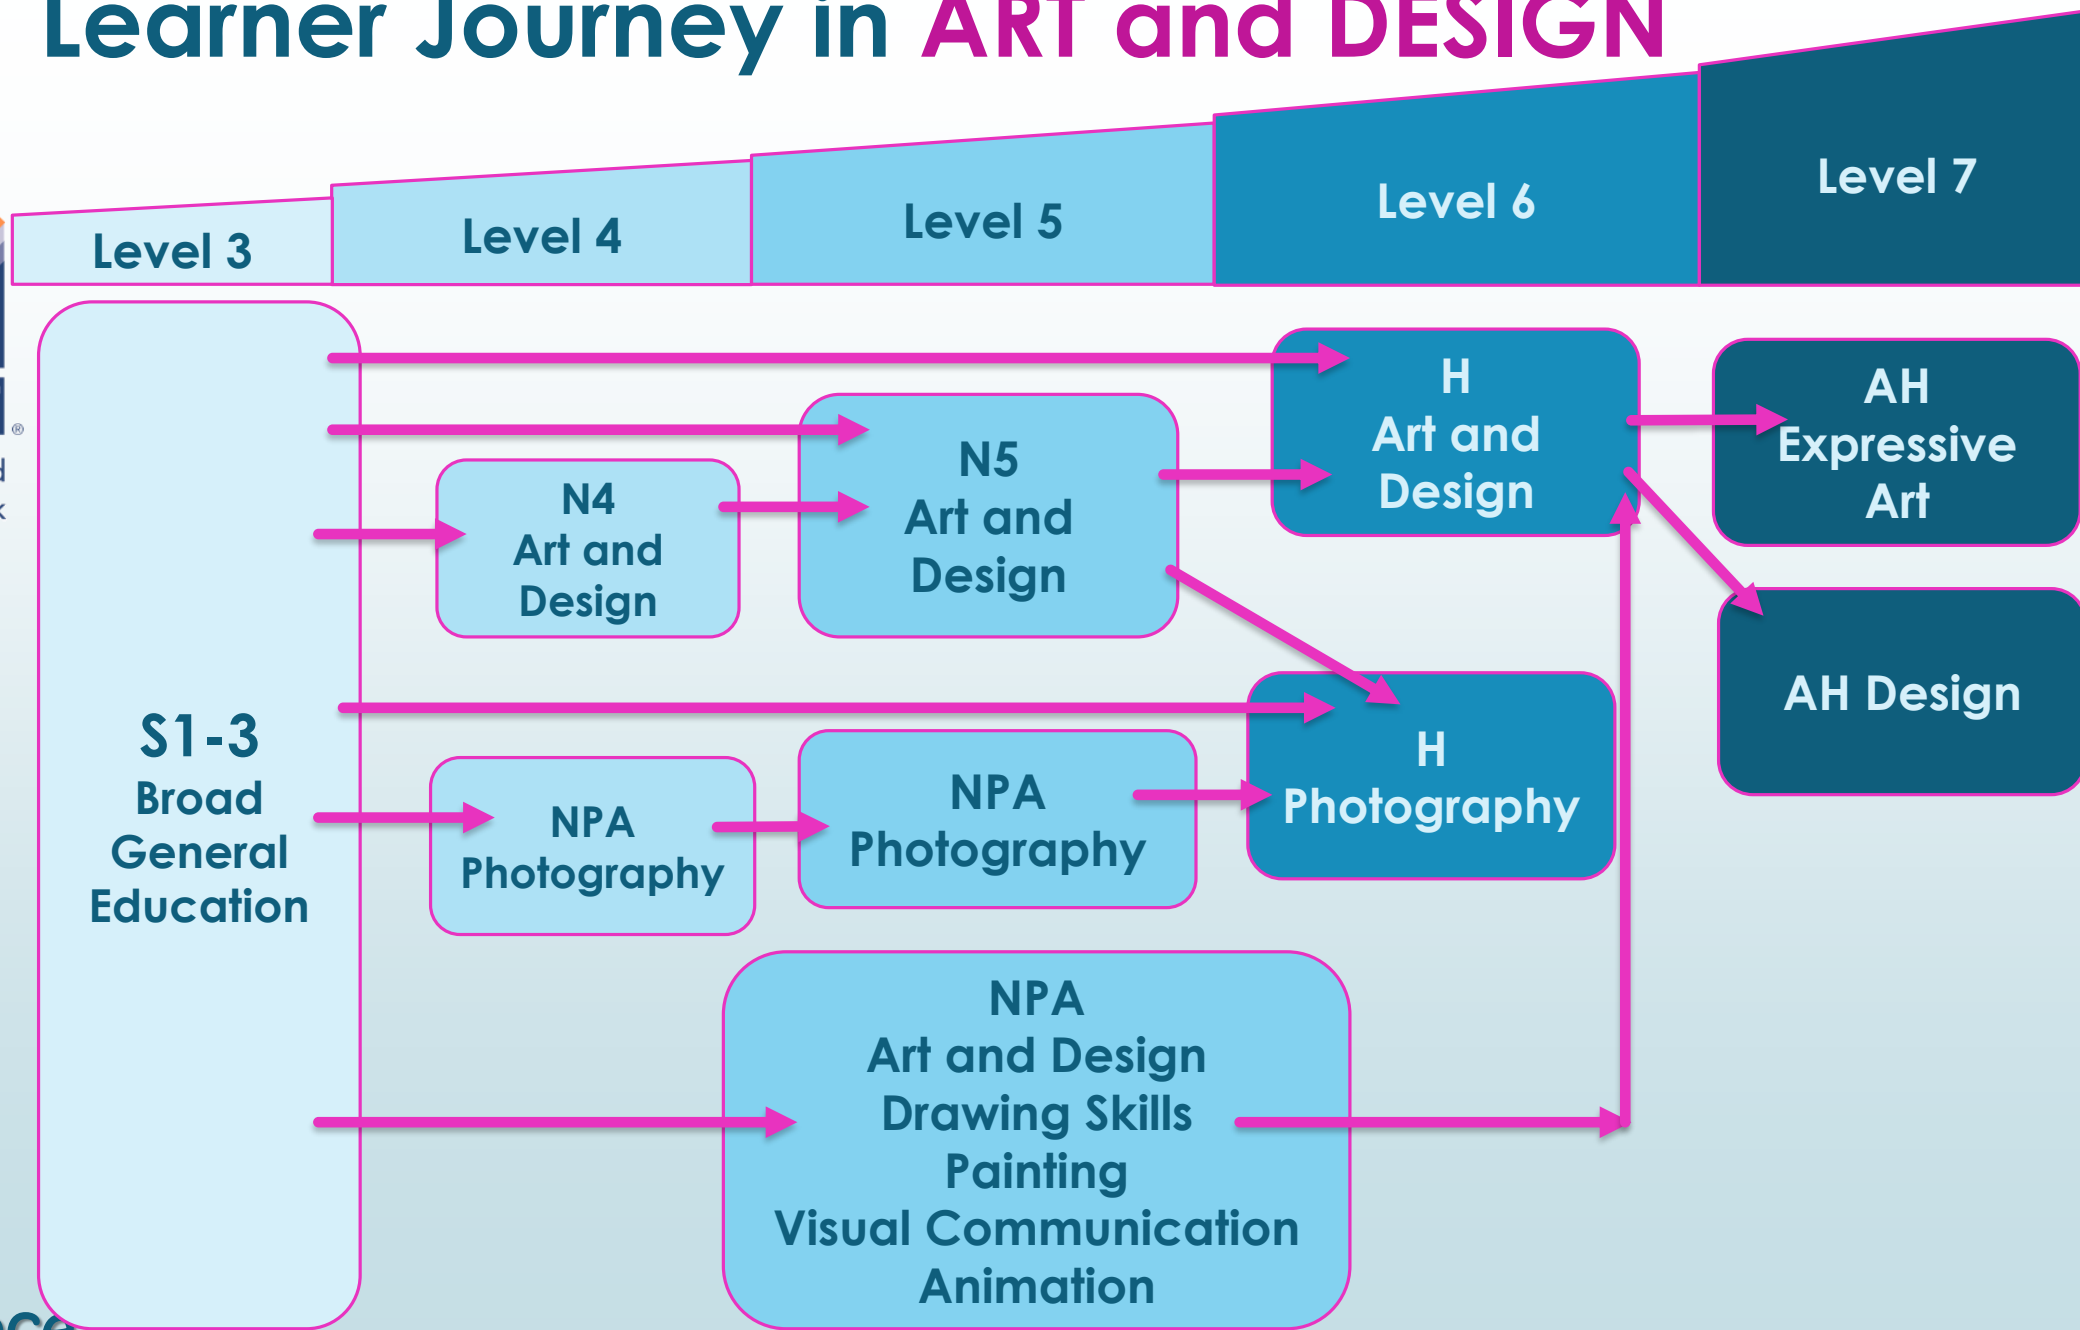 Learner Journey in ART and DESIGN
Level 3
Level 4
Level 5
Level 6
Level 7
®
S1-3
Broad
General
Education
N4
Art and
Design
N5
Art and
Design
H
Art and
Design
AH
Expressive
Art
AH Design
NPA
Photography
NPA
Photography
H
Photography
NPA
Art and Design
Drawing Skills
Painting
Visual Communication
Animation